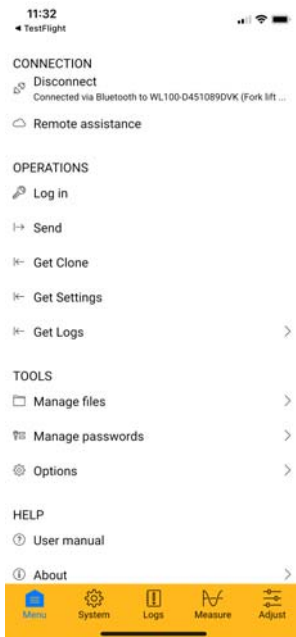 11:32
◀ TestFlight
CONNECTION
Disconnect
Connected via Bluetooth to WL100-D451089DVK (Fork lift ...
Remote assistance
OPERATIONS
Log in
Send
Get Clone
Get Settings
Get Logs
TOOLS
Manage files
Manage passwords
Options
HELP
User manual
About
Menu System Logs Measure Adjust